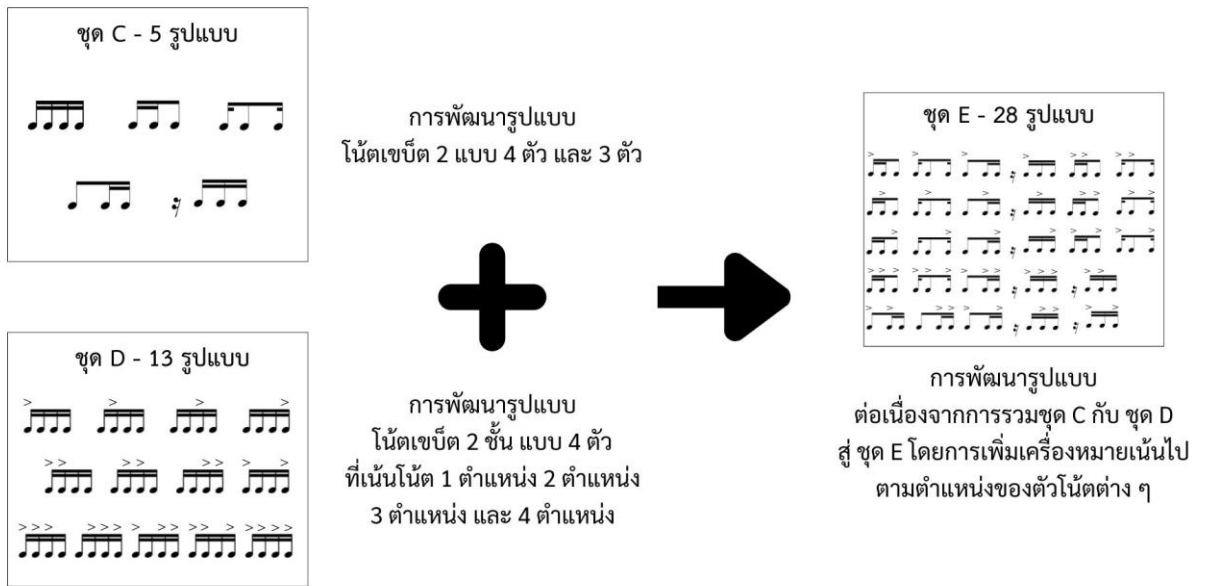 ชุด C - 5 รูปแบบ
การพัฒนารูปแบบ
โน้ตเขบ็ต 2 แบบ 4 ตัว และ 3 ตัว
ชุด D - 13 รูปแบบ
การพัฒนารูปแบบ
โน้ตเขบ็ต 2 ชั้น แบบ 4 ตัว
ที่เน้นโน้ต 1 ตำแหน่ง 2 ตำแหน่ง
3 ตำแหน่ง และ 4 ตำแหน่ง
ชุด E - 28 รูปแบบ
การพัฒนารูปแบบ
ต่อเนื่องจากการรวมชุด C กับ ชุด D
สู่ ชุด E โดยการเพิ่มเครื่องหมายเน้นไป
ตามตำแหน่งของตัวโน้ตต่าง ๆ